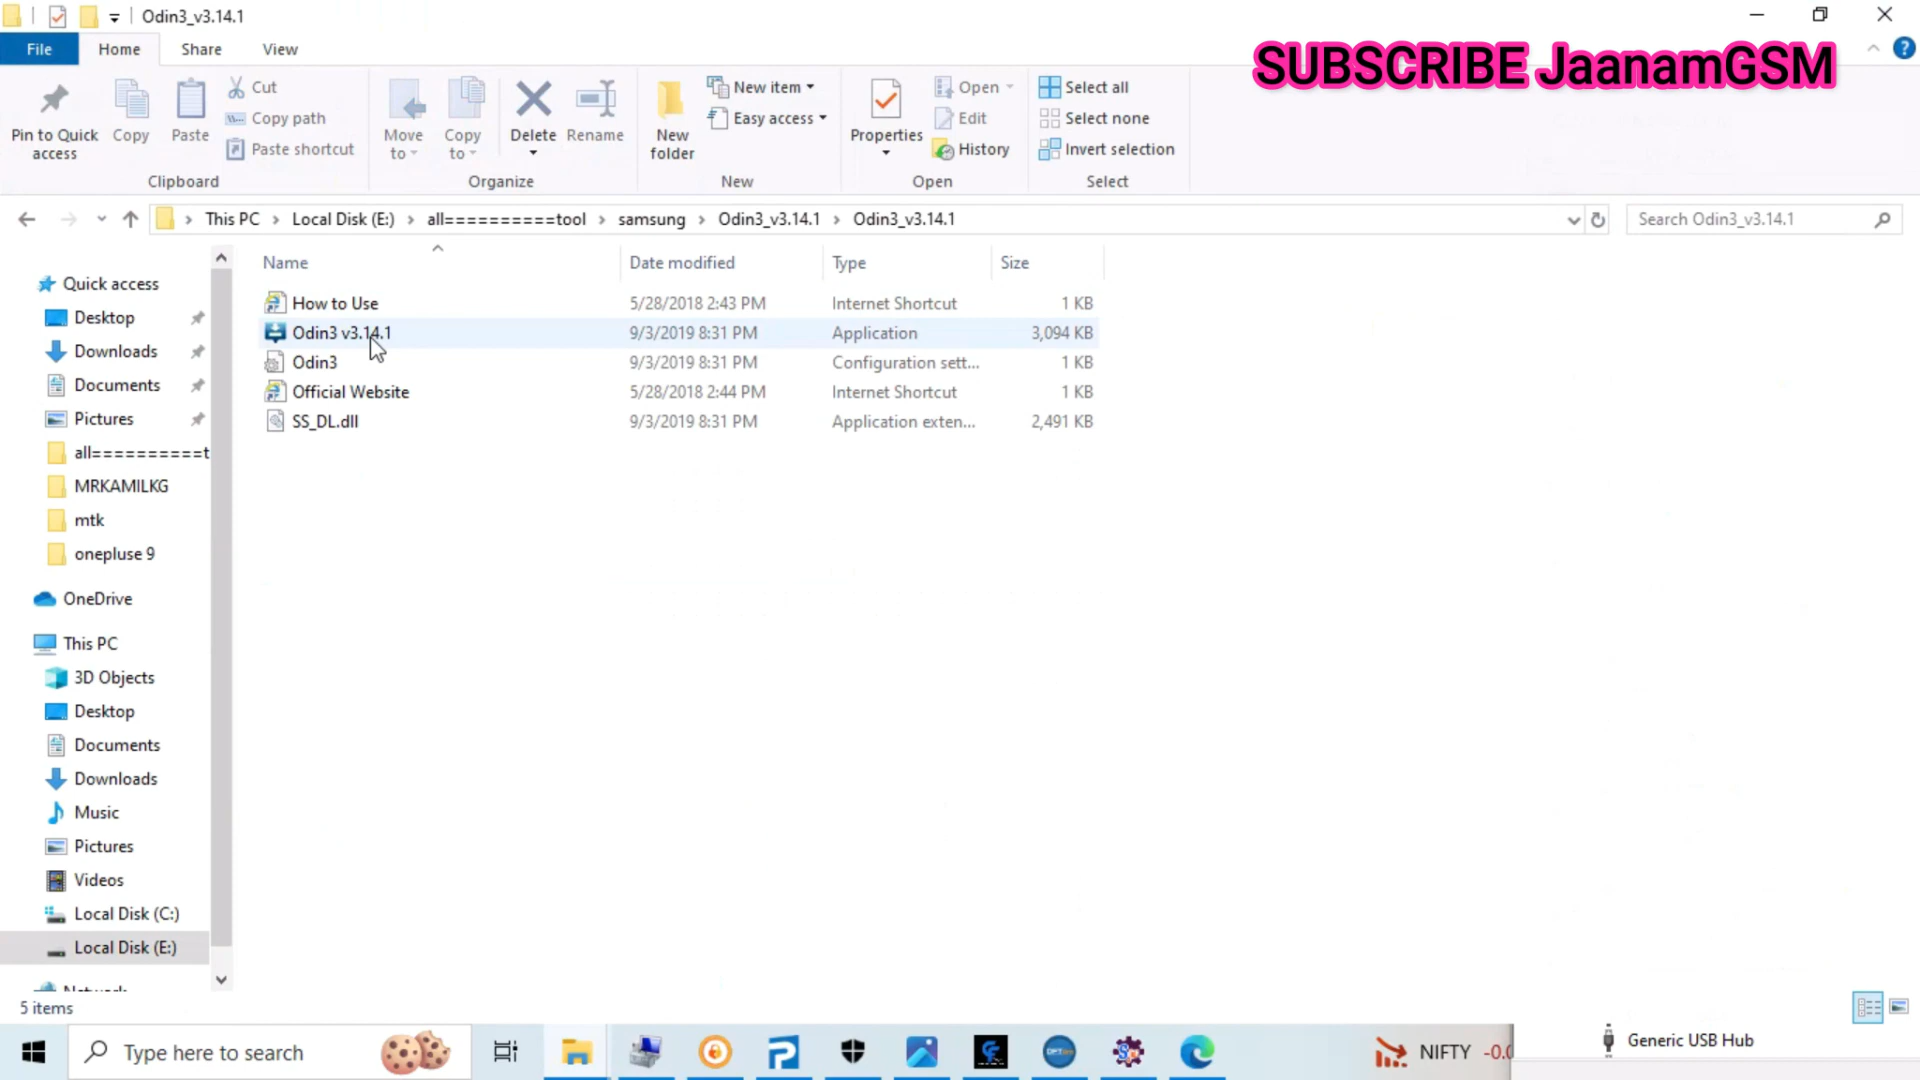 Odin3_v3.14.1
File Home Share View
SUBSCRIBE JaanamGSM
Pin to Quick access
Copy
Paste
Cut
Copy path
Paste shortcut
Clipboard
Move to
Copy to
Delete
Rename
Organize
New folder
New item
Easy access
New
Properties
Open
Edit
History
Open
Select all
Select none
Invert selection
Select
This PC > Local Disk (E:) > all==========tool > samsung > Odin3_v3.14.1 > Odin3_v3.14.1
Search Odin3_v3.14.1
Quick access
Desktop
Downloads
Documents
Pictures
all==========t
MRKAMILKG
mtk
onepluse 9
OneDrive
This PC
3D Objects
Desktop
Documents
Downloads
Music
Pictures
Videos
Local Disk (C:)
Local Disk (E:)
Network
Name Date modified Type Size
How to Use 5/28/2018 2:43 PM Internet Shortcut 1 KB
Odin3 v3.14.1 9/3/2019 8:31 PM Application 3,094 KB
Odin3 9/3/2019 8:31 PM Configuration sett... 1 KB
Official Website 5/28/2018 2:44 PM Internet Shortcut 1 KB
SS_DL.dll 9/3/2019 8:31 PM Application exten... 2,491 KB
5 items
Type here to search
NIFTY -0.0
Generic USB Hub